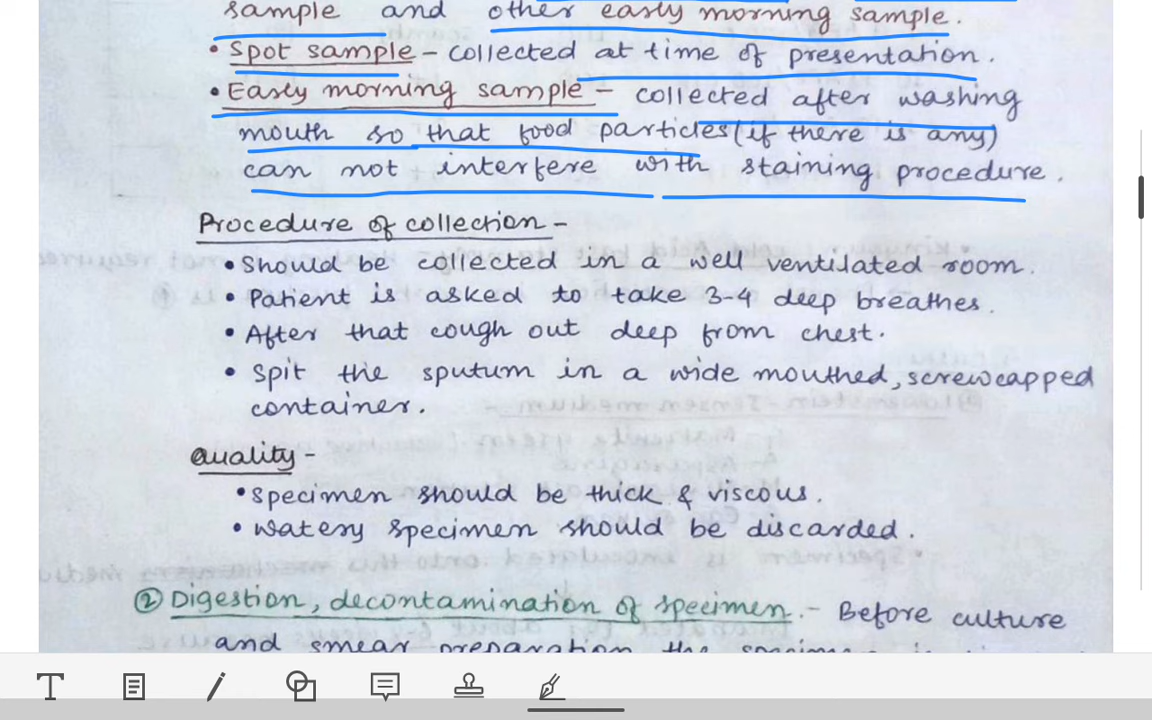 sample and other early morning sample.
• Spot sample - collected at time of presentation.
• Early morning sample - collected after washing
mouth so that food particles (if there is any)
can not interfere with staining procedure.
Procedure of collection -
• Should be collected in a well ventilated room.
• Patient is asked to take 3-4 deep breathes.
• After that cough out deep from chest.
• Spit the sputum in a wide mouthed, screwcapped
container.
Quality -
• Specimen should be thick & viscous.
• Watery specimen should be discarded.
② Digestion, decontamination of specimen. - Before culture
and smear preparation the
T